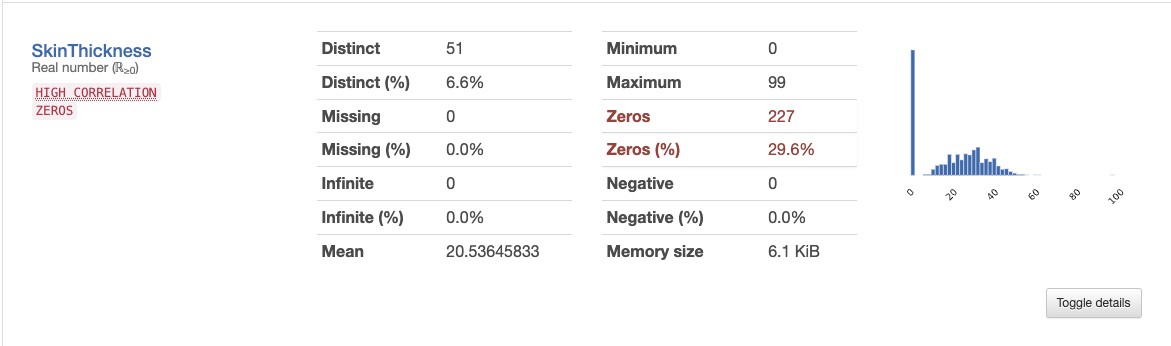 SkinThickness
Real number (ℝ≥0)
HIGH CORRELATION
ZEROS
Distinct 51
Distinct (%) 6.6%
Missing 0
Missing (%) 0.0%
Infinite 0
Infinite (%) 0.0%
Mean 20.53645833
Minimum 0
Maximum 99
Zeros 227
Zeros (%) 29.6%
Negative 0
Negative (%) 0.0%
Memory size 6.1 KiB
0 20 40 60 80 100
Toggle details